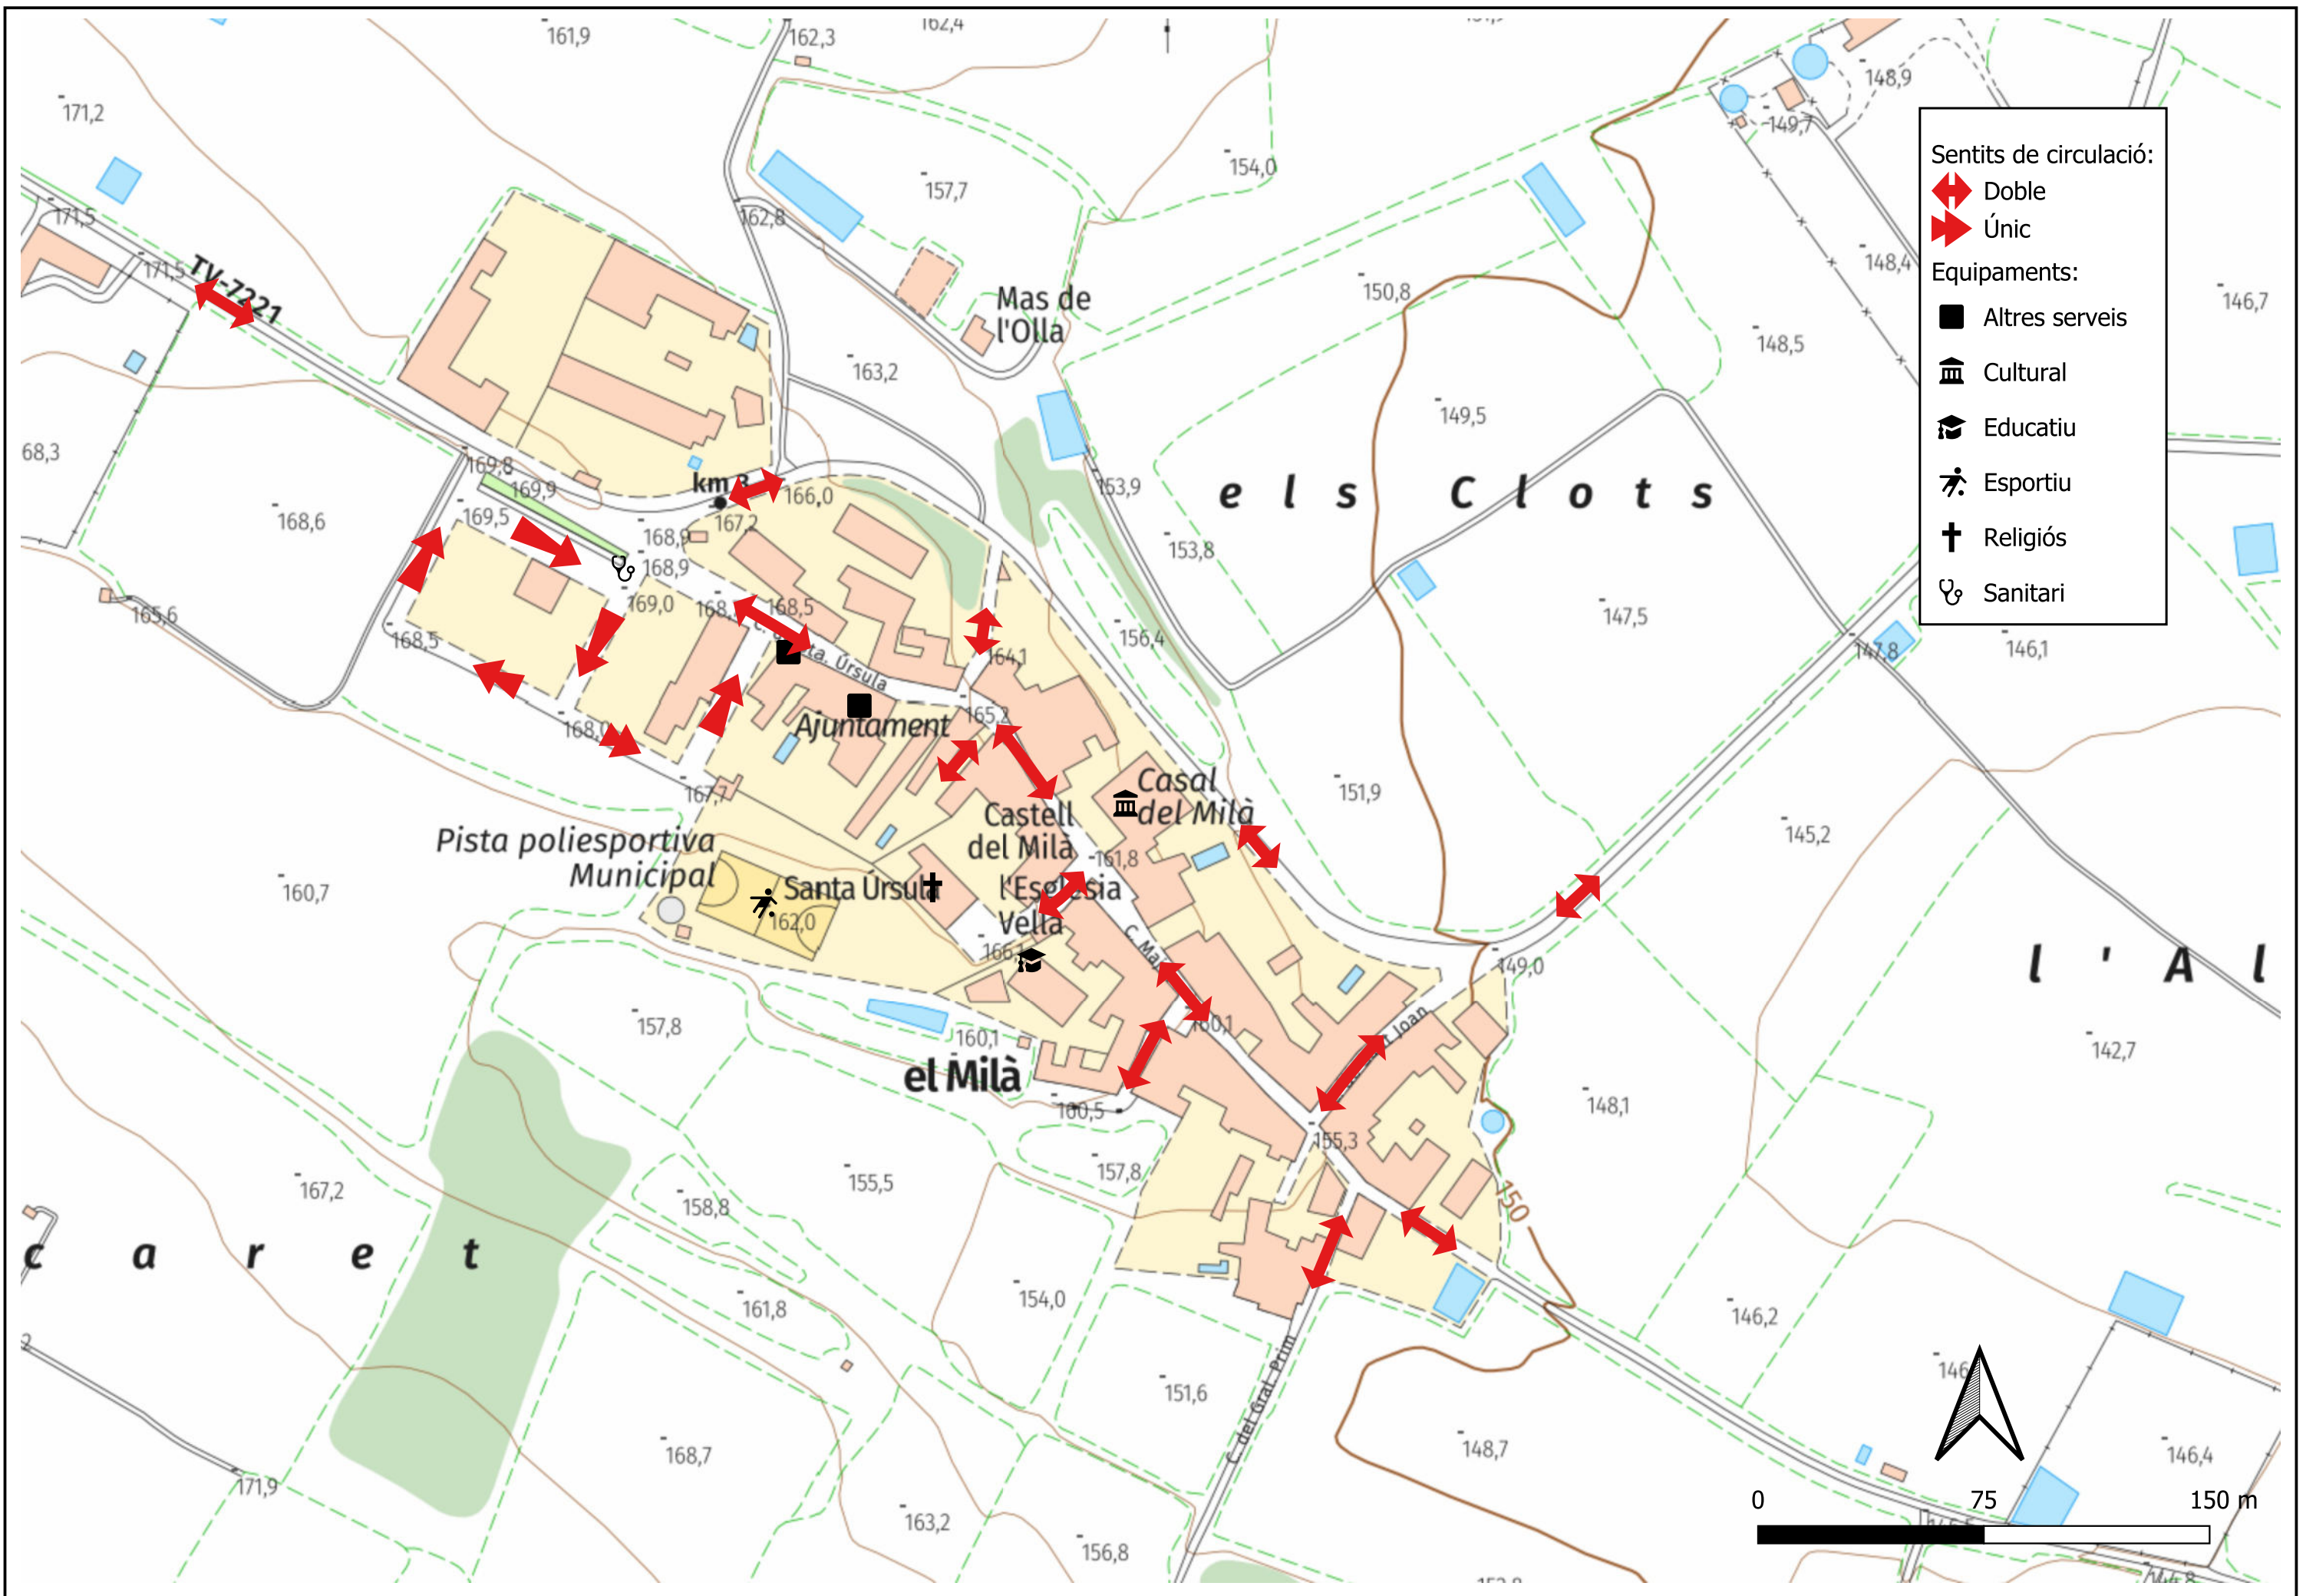 161,9
162,3
162,4
171,2
148,9
149,7
154,0
157,7
162,8
171,5
171,5
TV-7221
Sentits de circulació:
Doble
Únic
Equipaments:
Altres serveis
Cultural
Educatiu
Esportiu
Religiós
Sanitari
148,4
146,7
150,8
Mas de
l'Olla
148,5
163,2
149,5
68,3
169,8
169,9
km 3
166,0
153,9
els Clots
168,6
169,5
167,2
168,9
168,9
153,8
165,6
169,0
168,5
147,5
168,5
156,4
164,1
147,8
146,1
ta. Úrsula
165,2
Ajuntament
168,0
167,7
Casal
del Milà
151,9
145,2
Castell
del Milà
161,8
Pista poliesportiva
Municipal
160,7
Santa Úrsula
162,0
l'Església
Vella
C. Maj
149,0
l'Al
157,8
160,1
160,1
Joan
142,7
el Milà
160,5
148,1
155,3
157,8
155,5
167,2
158,8
150
caret
161,8
154,0
146,2
151,6
C. del Gral. Prim
168,7
148,7
146,4
171,9
163,2
156,8
0 75 150 m